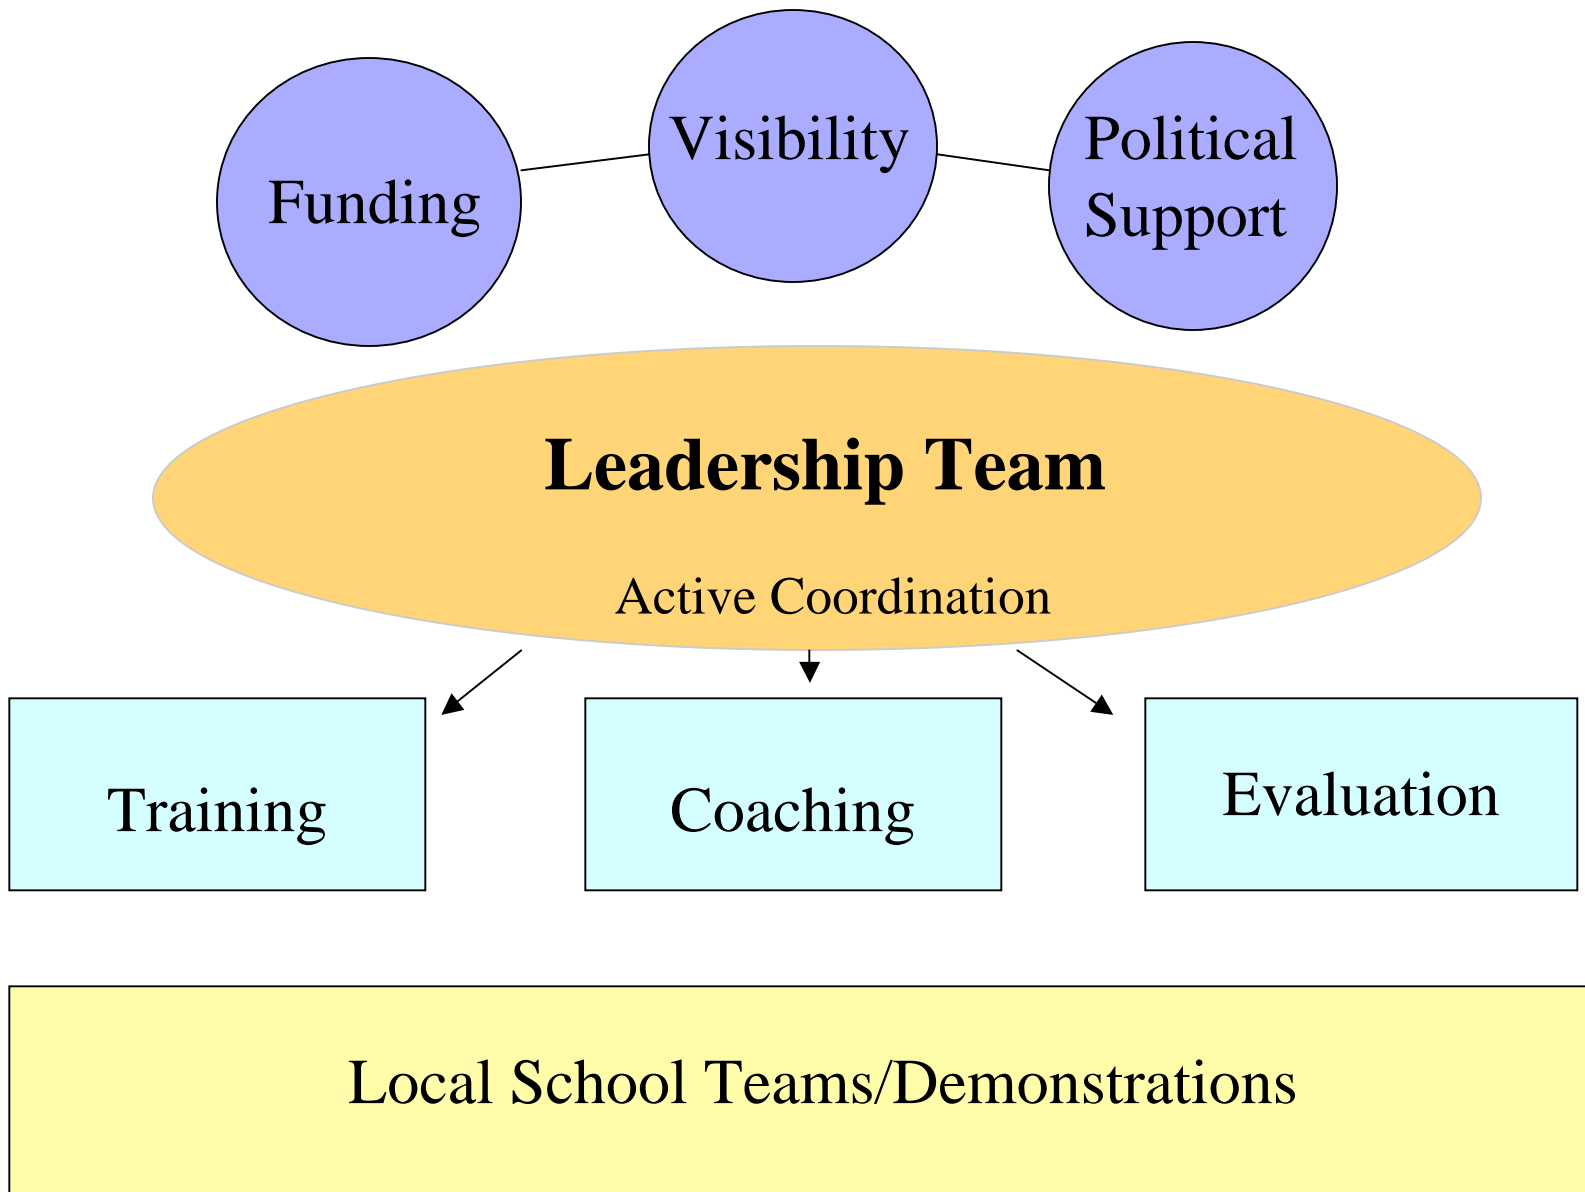 Funding
Visibility
Political
Support
Leadership Team
Active Coordination
Training
Coaching
Evaluation
Local School Teams/Demonstrations